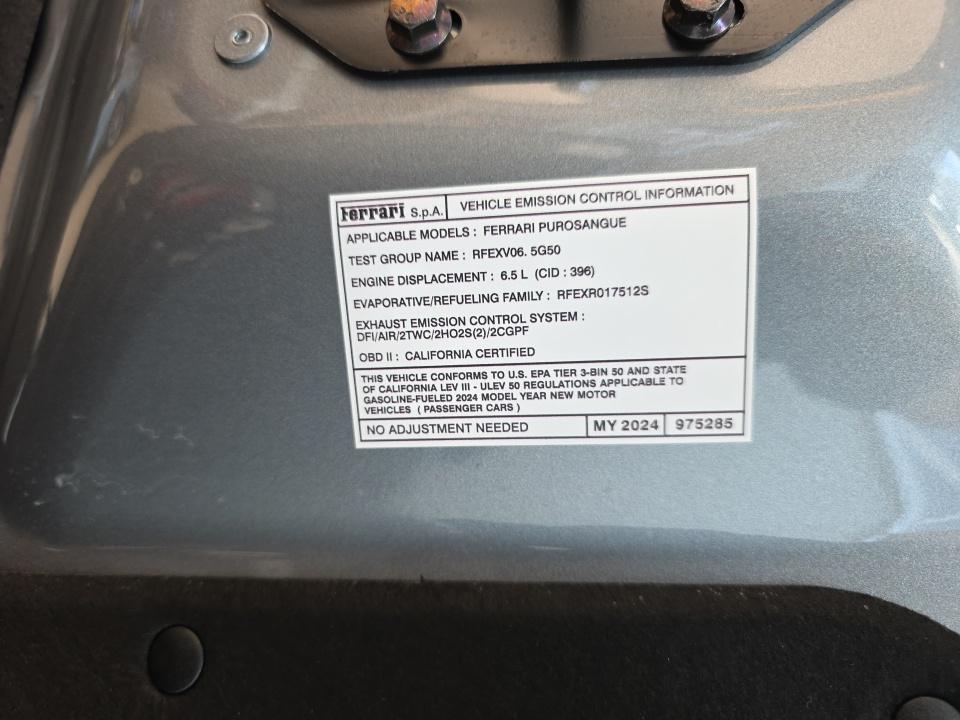 Ferrari S.p.A. VEHICLE EMISSION CONTROL INFORMATION
APPLICABLE MODELS : FERRARI PUROSANGUE
TEST GROUP NAME : RFEXV06. 5G50
ENGINE DISPLACEMENT : 6.5 L (CID : 396)
EVAPORATIVE/REFUELING FAMILY : RFEXR017512S
EXHAUST EMISSION CONTROL SYSTEM :
DFI/AIR/2TWC/2HO2S(2)/2CGPF
OBD II : CALIFORNIA CERTIFIED
THIS VEHICLE CONFORMS TO U.S. EPA TIER 3-BIN 50 AND STATE
OF CALIFORNIA LEV III - ULEV 50 REGULATIONS APPLICABLE TO
GASOLINE-FUELED 2024 MODEL YEAR NEW MOTOR
VEHICLES ( PASSENGER CARS )
NO ADJUSTMENT NEEDED MY 2024 975285